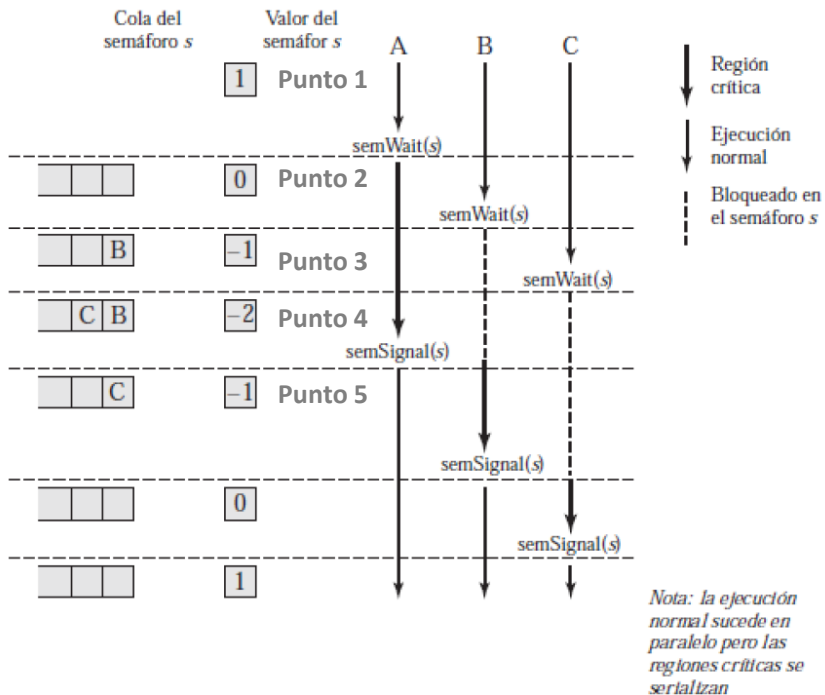 Cola del
semáforo s
Valor del
semáfor s
A
B
C
1
Punto 1
semWait(s)
0
Punto 2
semWait(s)
B
−1
Punto 3
semWait(s)
C B
−2
Punto 4
semSignal(s)
C
−1
Punto 5
semSignal(s)
0
semSignal(s)
1
Región
crítica
Ejecución
normal
Bloqueado en
el semáforo s
Nota: la ejecución
normal sucede en
paralelo pero las
regiones críticas se
serializan